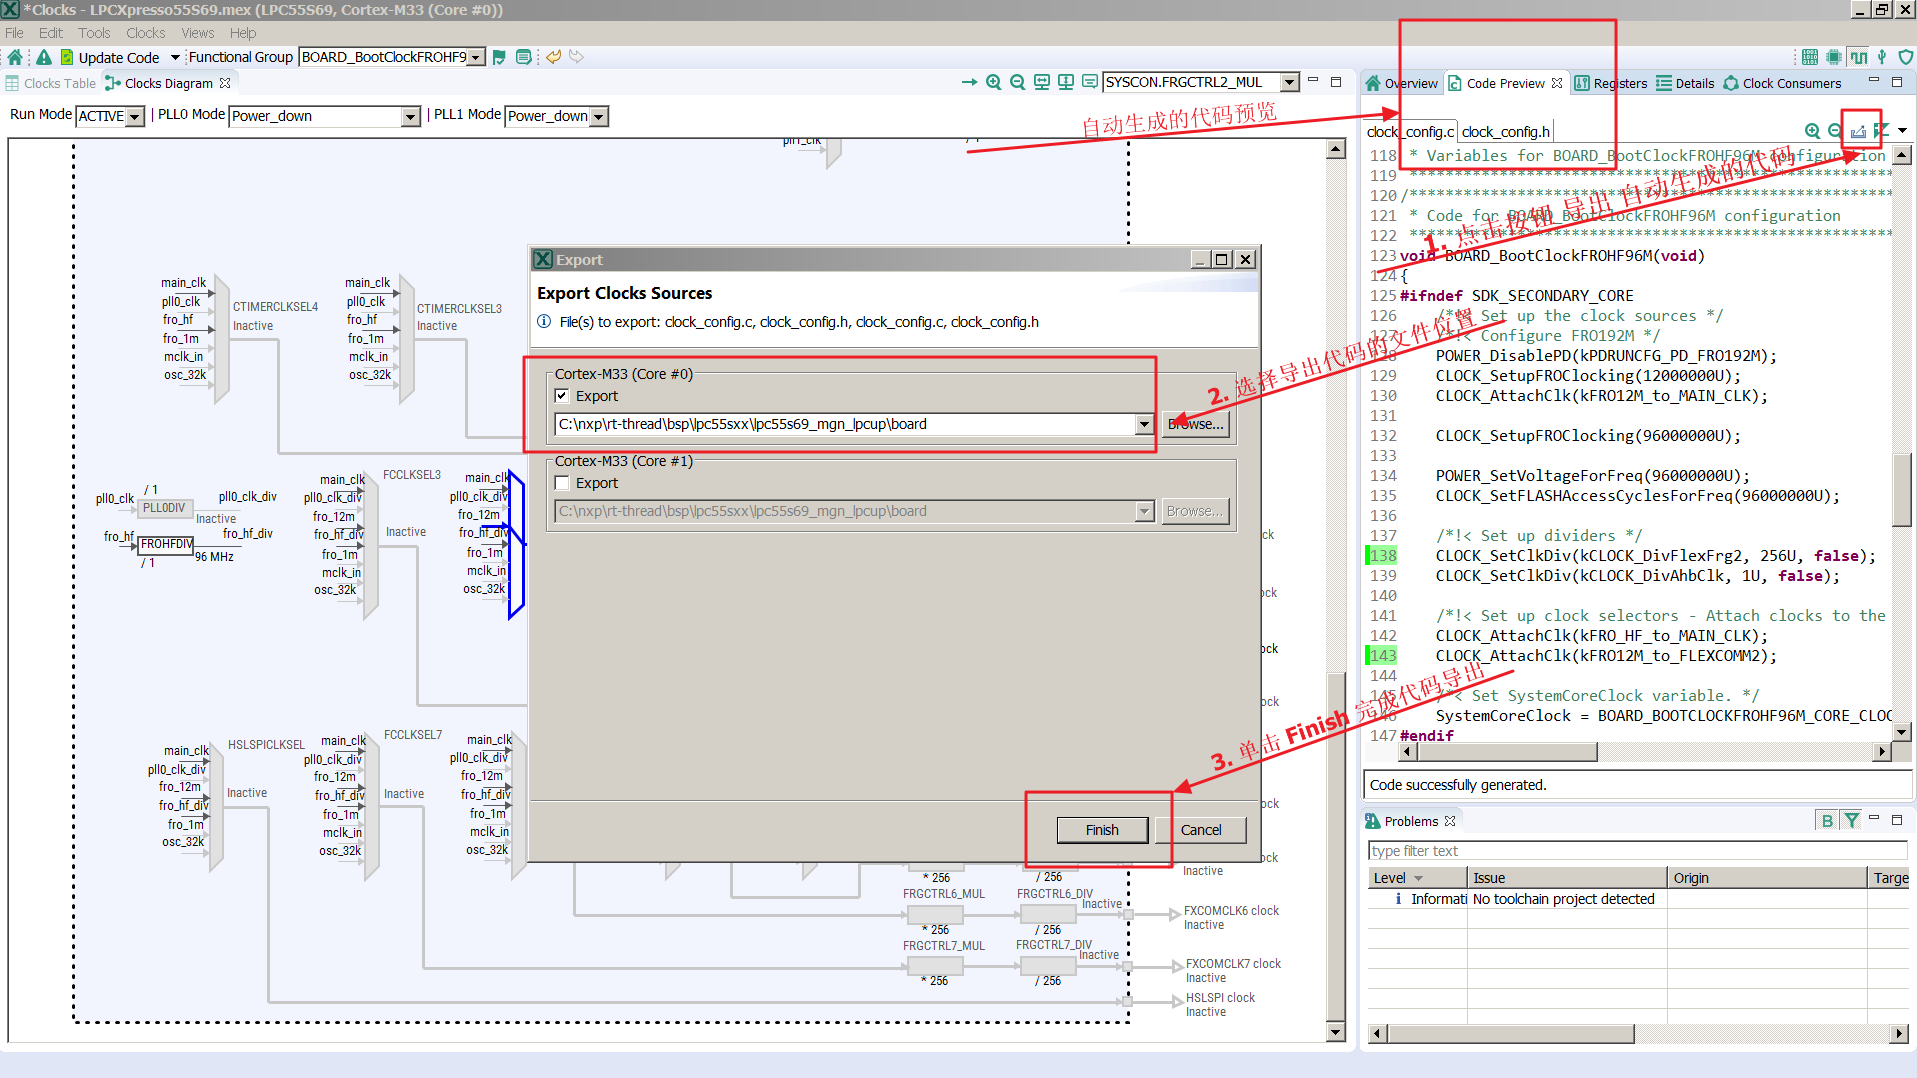 *Clocks - LPCXpresso55S69.mex (LPC55S69, Cortex-M33 (Core #0))
File Edit Tools Clocks Views Help
Update Code Functional Group BOARD_BootClockFROHF9
Clocks Table Clocks Diagram
SYSCON.FRGCTRL2_MUL
Run Mode ACTIVE | PLL0 Mode Power_down | PLL1 Mode Power_down
自动生成的代码预览
pll1_clk
main_clk
pll0_clk
fro_hf
fro_1m
mclk_in
osc_32k
CTIMERCLKSEL4
Inactive
main_clk
pll0_clk
fro_hf
fro_1m
mclk_in
osc_32k
CTIMERCLKSEL3
Inactive
pll0_clk
/ 1
PLL0DIV
pll0_clk_div
Inactive
fro_hf
FROHFDIV
fro_hf_div
96 MHz
/ 1
main_clk
pll0_clk_div
fro_12m
fro_hf_div
fro_1m
mclk_in
osc_32k
FCCLKSEL3
Inactive
main_clk
pll0_clk_div
fro_12m
fro_hf_div
fro_1m
mclk_in
osc_32k
main_clk
pll0_clk_div
fro_12m
fro_hf_div
fro_1m
osc_32k
HSLSPICLKSEL
Inactive
main_clk
pll0_clk_div
fro_12m
fro_hf_div
fro_1m
mclk_in
osc_32k
FCCLKSEL7
Inactive
main_clk
pll0_clk_div
fro_12m
fro_hf_div
fro_1m
mclk_in
osc_32k
Export
Export Clocks Sources
File(s) to export: clock_config.c, clock_config.h, clock_config.c, clock_config.h
Cortex-M33 (Core #0)
Export
C:\nxp\rt-thread\bsp\lpc55sxx\lpc55s69_mgn_lpcup\board
Browse...
Cortex-M33 (Core #1)
Export
C:\nxp\rt-thread\bsp\lpc55sxx\lpc55s69_mgn_lpcup\board
Browse...
Finish
Cancel
1. 点击按钮 导出 自动生成的代码
2. 选择导出代码的文件位置
3. 单击 Finish 完成代码导出
* 256
/ 256
Inactive
FRGCTRL6_MUL
FRGCTRL6_DIV
Inactive
* 256
/ 256
FXCOMCLK6 clock
Inactive
FRGCTRL7_MUL
FRGCTRL7_DIV
Inactive
* 256
/ 256
FXCOMCLK7 clock
Inactive
HSLSPI clock
Inactive
Overview Code Preview Registers Details Clock Consumers
clock_config.c clock_config.h
118 * Variables for BOARD_BootClockFROHF96M configuration
119 ******************************************************
120 /******************************************************
121 * Code for BOARD_BootClockFROHF96M configuration
122 ******************************************************
123 void BOARD_BootClockFROHF96M(void)
124 {
125 #ifndef SDK_SECONDARY_CORE
126 /*!< Set up the clock sources */
127 /*!< Configure FRO192M */
128 POWER_DisablePD(kPDRUNCFG_PD_FRO192M);
129 CLOCK_SetupFROClocking(12000000U);
130 CLOCK_AttachClk(kFRO12M_to_MAIN_CLK);
131
132 CLOCK_SetupFROClocking(96000000U);
133
134 POWER_SetVoltageForFreq(96000000U);
135 CLOCK_SetFLASHAccessCyclesForFreq(96000000U);
136
137 /*!< Set up dividers */
138 CLOCK_SetClkDiv(kCLOCK_DivFlexFrg2, 256U, false);
139 CLOCK_SetClkDiv(kCLOCK_DivAhbClk, 1U, false);
140
141 /*!< Set up clock selectors - Attach clocks to the
142 CLOCK_AttachClk(kFRO_HF_to_MAIN_CLK);
143 CLOCK_AttachClk(kFRO12M_to_FLEXCOMM2);
144
145 /*< Set SystemCoreClock variable. */
146 SystemCoreClock = BOARD_BOOTCLOCKFROHF96M_CORE_CLO
147 #endif
Code successfully generated.
Problems
type filter text
Level Issue Origin Targe
Informati No toolchain project detected